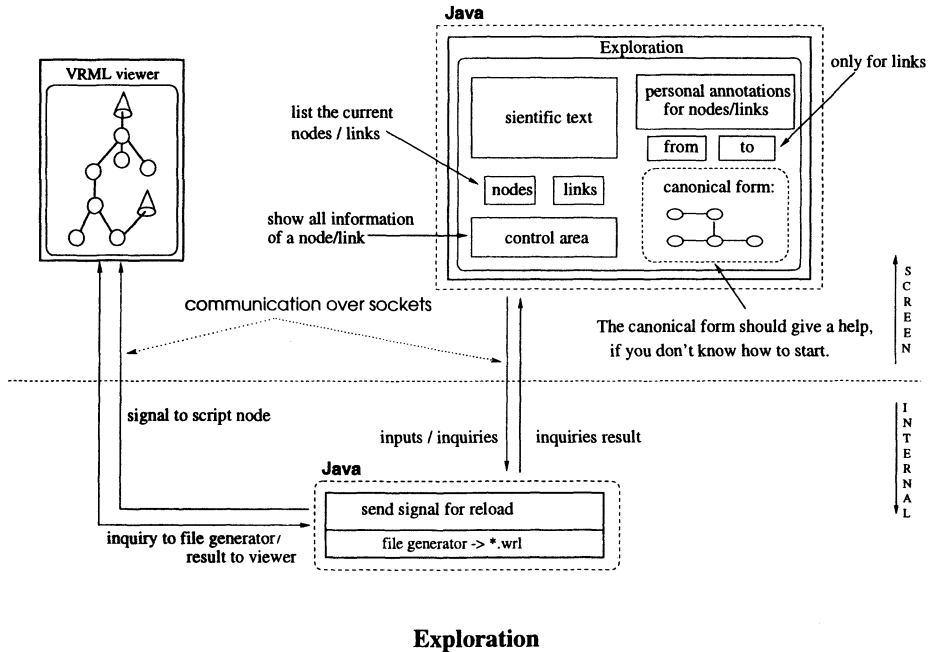 Java
VRML viewer
Exploration
sientific text
personal annotations
for nodes/links
only for links
from
to
list the current
nodes / links
nodes
links
canonical form:
show all information
of a node/link
control area
communication over sockets
The canonical form should give a help,
if you don't know how to start.
SCREEN
signal to script node
inputs / inquiries
inquiries result
INTERNAL
Java
send signal for reload
file generator -> *.wrl
inquiry to file generator/
result to viewer
Exploration